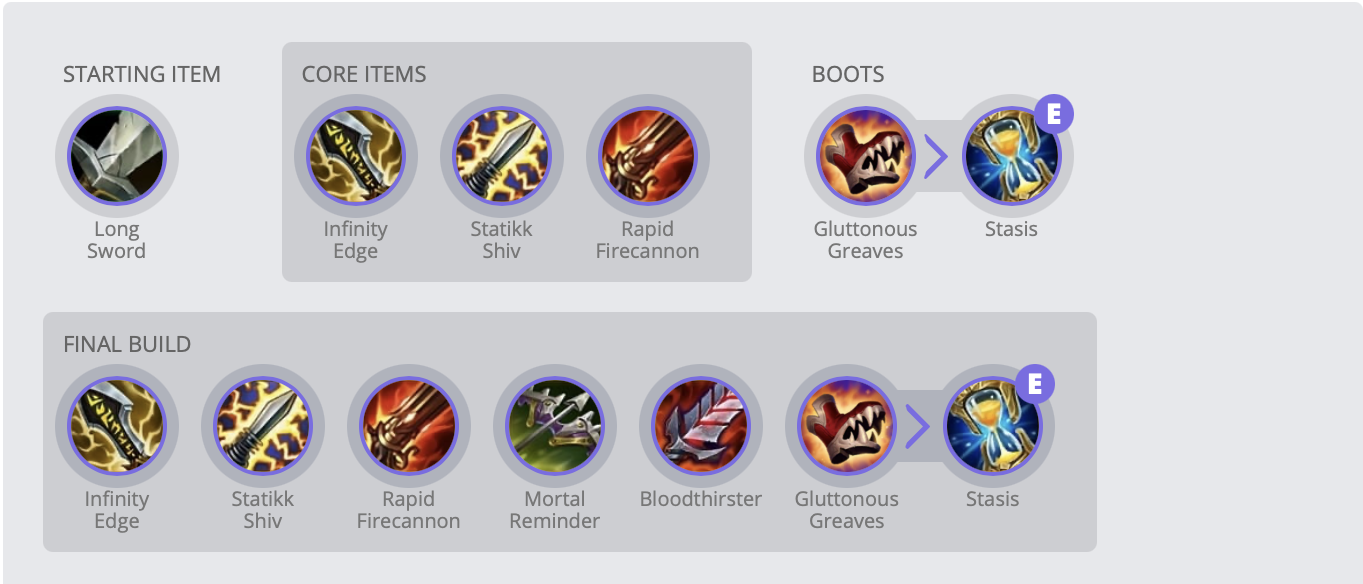 STARTING ITEM
Long
Sword
CORE ITEMS
Infinity
Edge
Statikk
Shiv
Rapid
Firecannon
BOOTS
Gluttonous
Greaves
E
Stasis
FINAL BUILD
Infinity
Edge
Statikk
Shiv
Rapid
Firecannon
Mortal
Reminder
Bloodthirster
Gluttonous
Greaves
E
Stasis